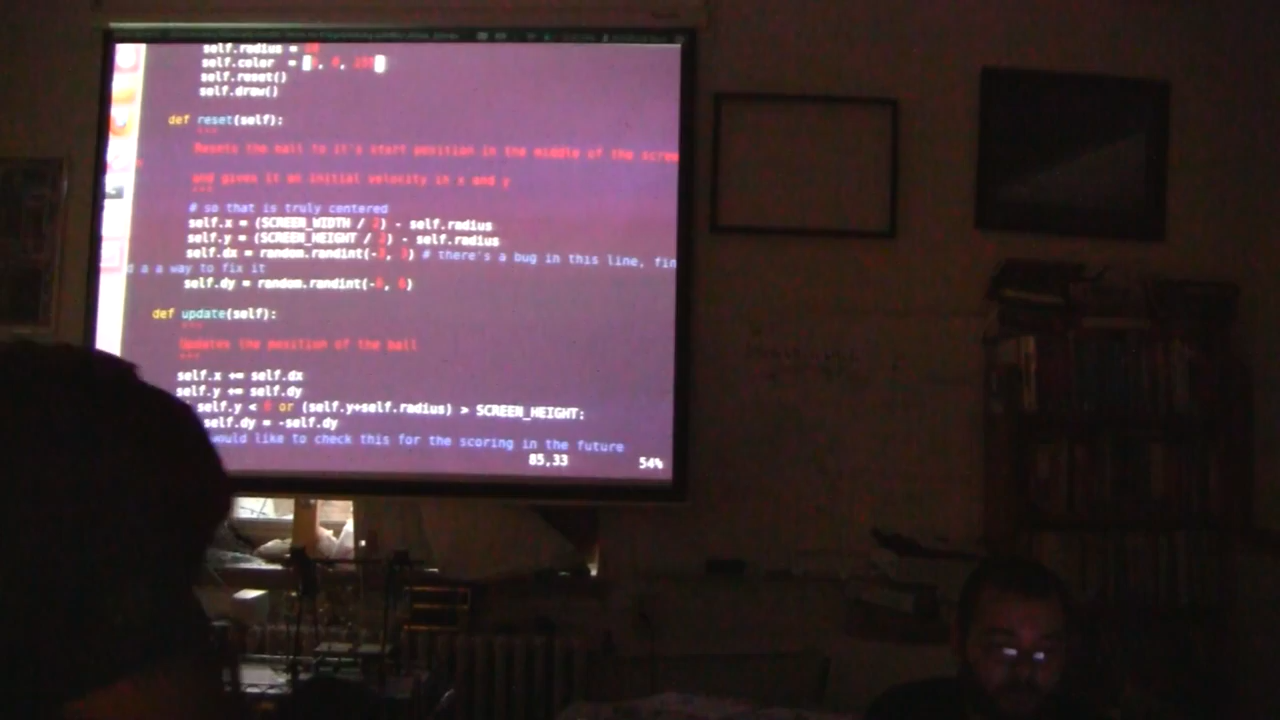 self.radius =
self.color = [ , , 255]
self.reset()
self.draw()
def reset(self):
"""
Resets the ball to it's start position in the middle of the scree
and gives it an initial velocity in x and y
"""
# so that is truly centered
self.x = (SCREEN_WIDTH / 2) - self.radius
self.y = (SCREEN_HEIGHT / 2) - self.radius
self.dx = random.randint(-3, 3) # there's a bug in this line, fin
d a a way to fix it
self.dy = random.randint(- , )
def update(self):
"""
Updates the position of the ball
"""
self.x += self.dx
self.y += self.dy
self.y < 0 or (self.y+self.radius) > SCREEN_HEIGHT:
self.dy = -self.dy
would like to check this for the scoring in the future
85,33 54%